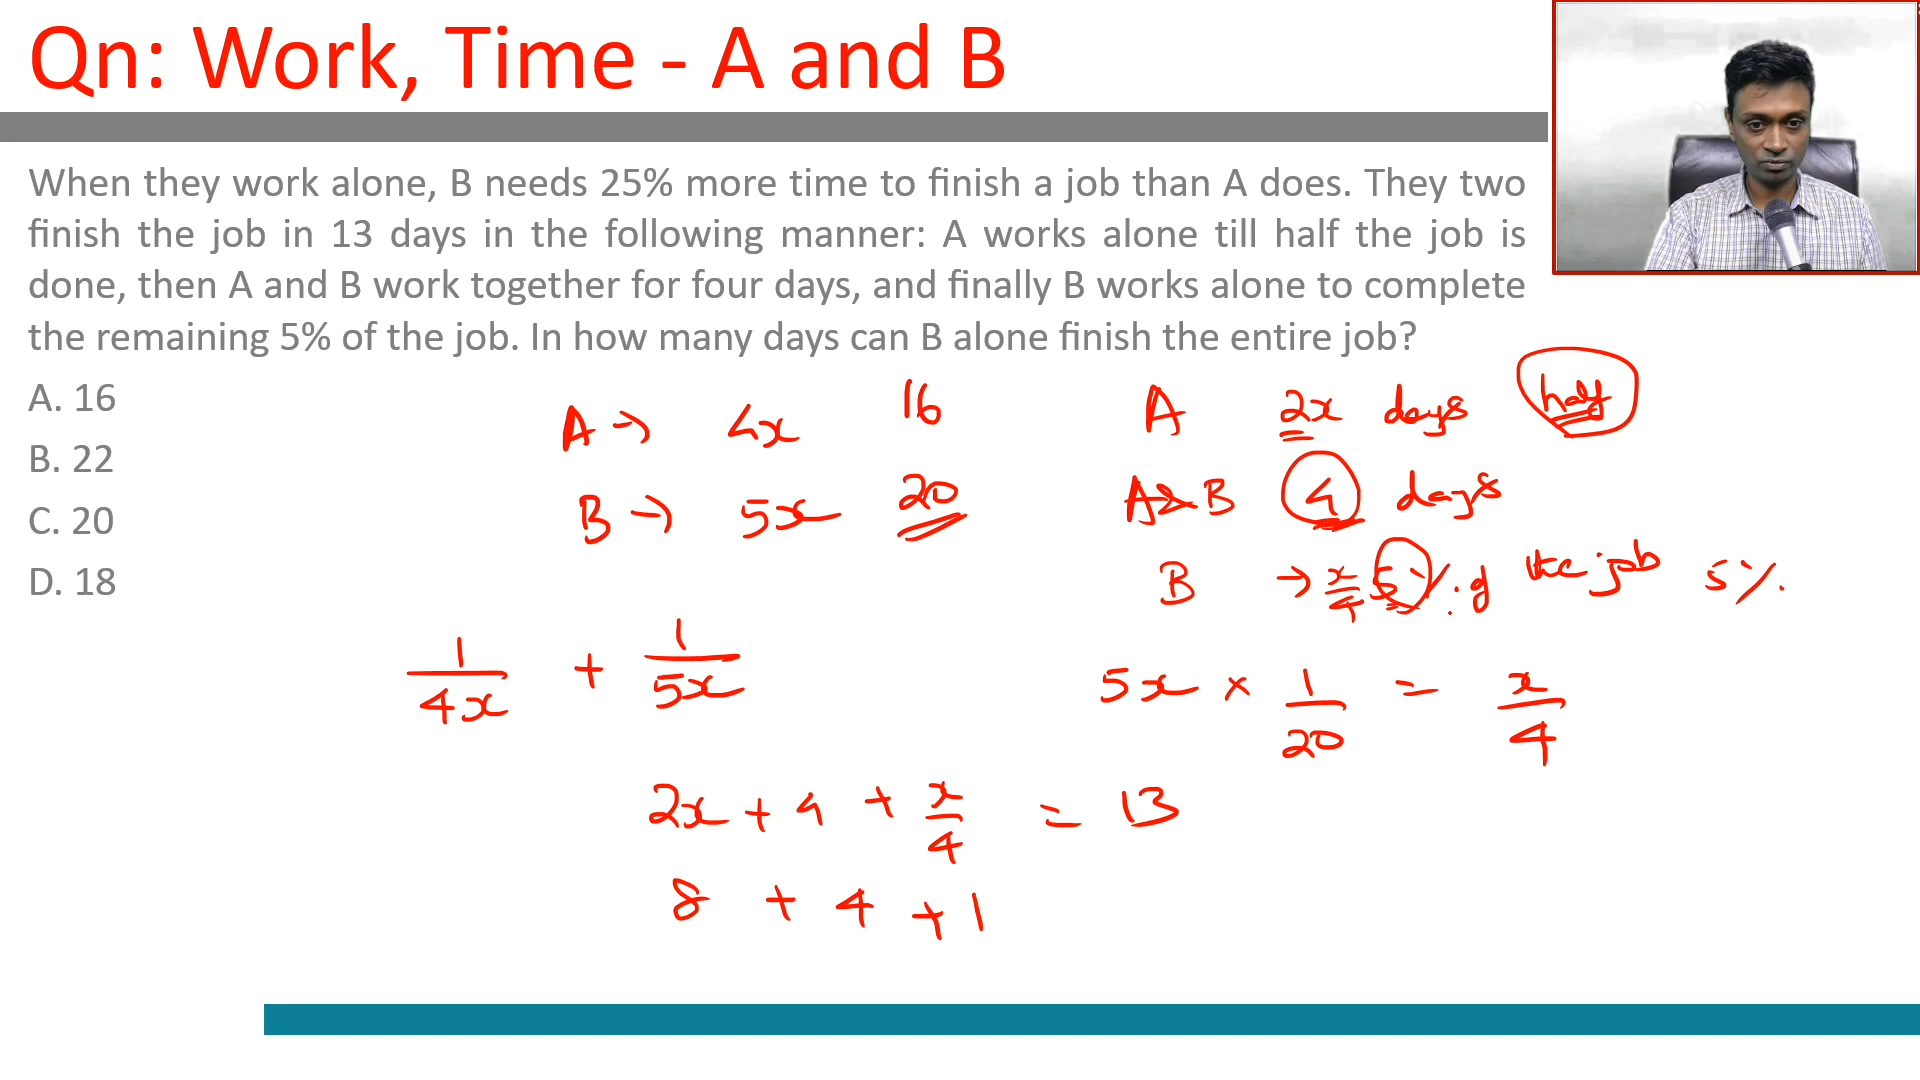 Qn: Work, Time - A and B
When they work alone, B needs 25% more time to finish a job than A does. They two
finish the job in 13 days in the following manner: A works alone till half the job is
done, then A and B work together for four days, and finally B works alone to complete
the remaining 5% of the job. In how many days can B alone finish the entire job?
A. 16
B. 22
C. 20
D. 18
A → 4x 16
B → 5x 20
A 2x days half
A & B 4 days
B → x/4 5% of the job 5%
1/4x + 1/5x
5x × 1/20 = x/4
2x + 4 + x/4 = 13
8 + 4 + 1